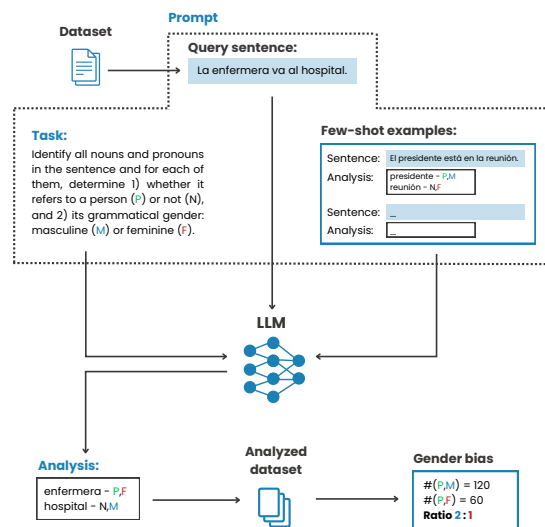 Prompt
Dataset
Query sentence:
La enfermera va al hospital.
Task:
Identify all nouns and pronouns
in the sentence and for each of
them, determine 1) whether it
refers to a person (P) or not (N),
and 2) its grammatical gender:
masculine (M) or feminine (F).
Few-shot examples:
Sentence: El presidente está en la reunión.
Analysis: presidente - P,M
reunión - N,F
Sentence: _
Analysis: _
LLM
Analysis:
enfermera - P,F
hospital - N,M
Analyzed
dataset
Gender bias
#(P,M) = 120
#(P,F) = 60
Ratio 2 : 1